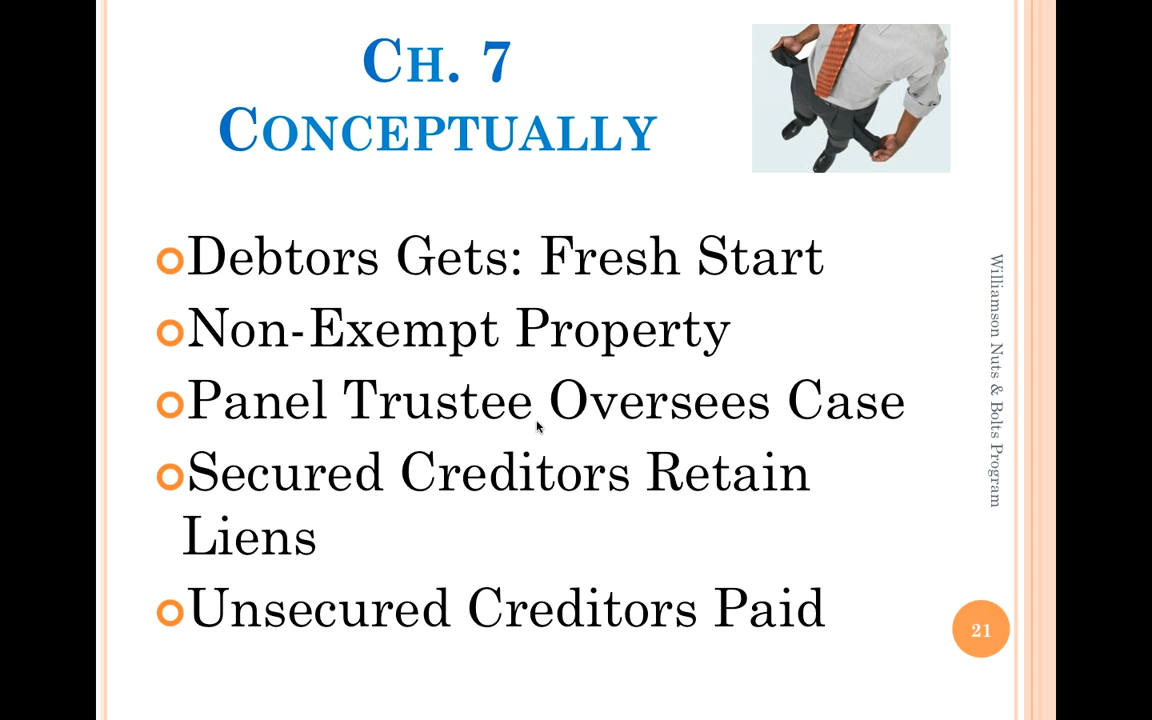 CH. 7
CONCEPTUALLY
Debtors Gets: Fresh Start
Non-Exempt Property
Panel Trustee Oversees Case
Secured Creditors Retain
Liens
Unsecured Creditors Paid
Williamson Nuts & Bolts Program
21